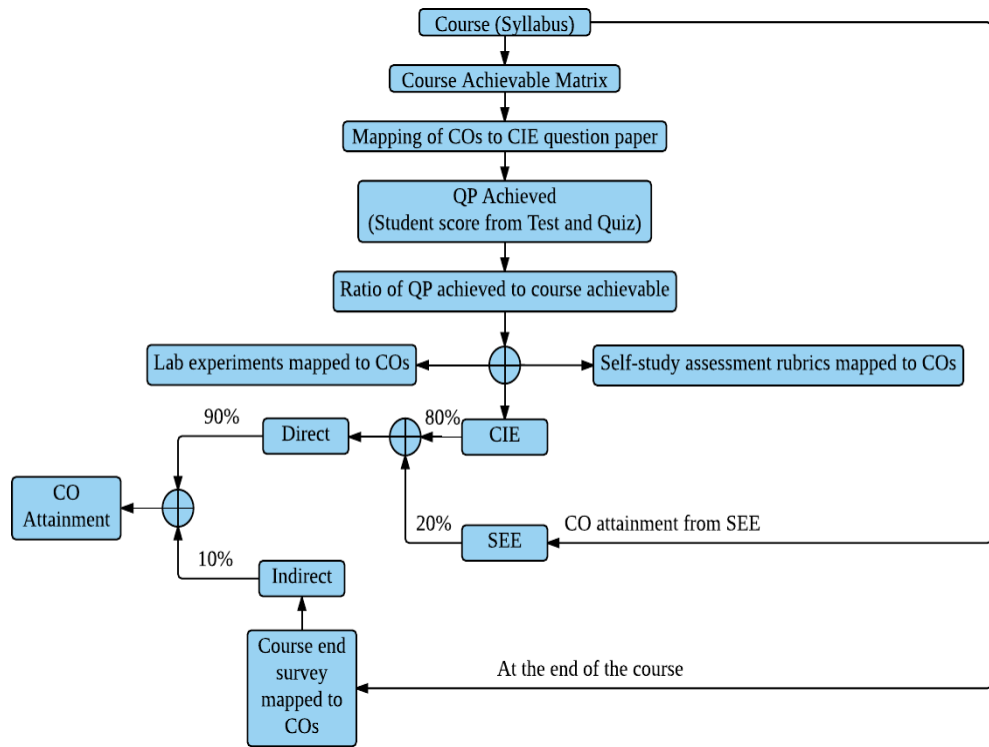 Course (Syllabus)
Course Achievable Matrix
Mapping of COs to CIE question paper
QP Achieved
(Student score from Test and Quiz)
Ratio of QP achieved to course achievable
Lab experiments mapped to COs
Self-study assessment rubrics mapped to COs
90%
Direct
80%
CIE
CO
Attainment
20%
SEE
CO attainment from SEE
10%
Indirect
Course end
survey
mapped to
COs
At the end of the course